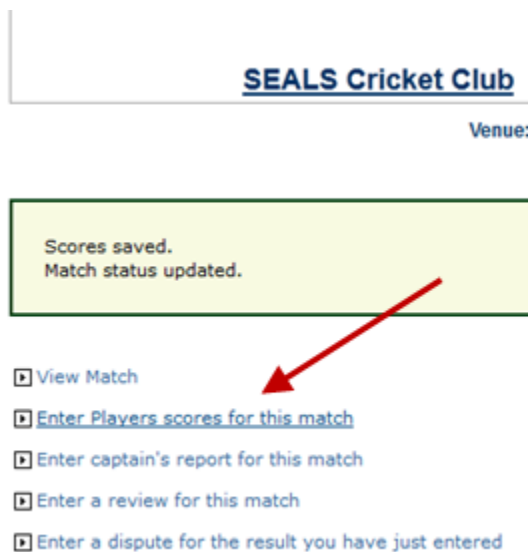 SEALS Cricket Club
Venue:
Scores saved.
Match status updated.
View Match
Enter Players scores for this match
Enter captain's report for this match
Enter a review for this match
Enter a dispute for the result you have just entered